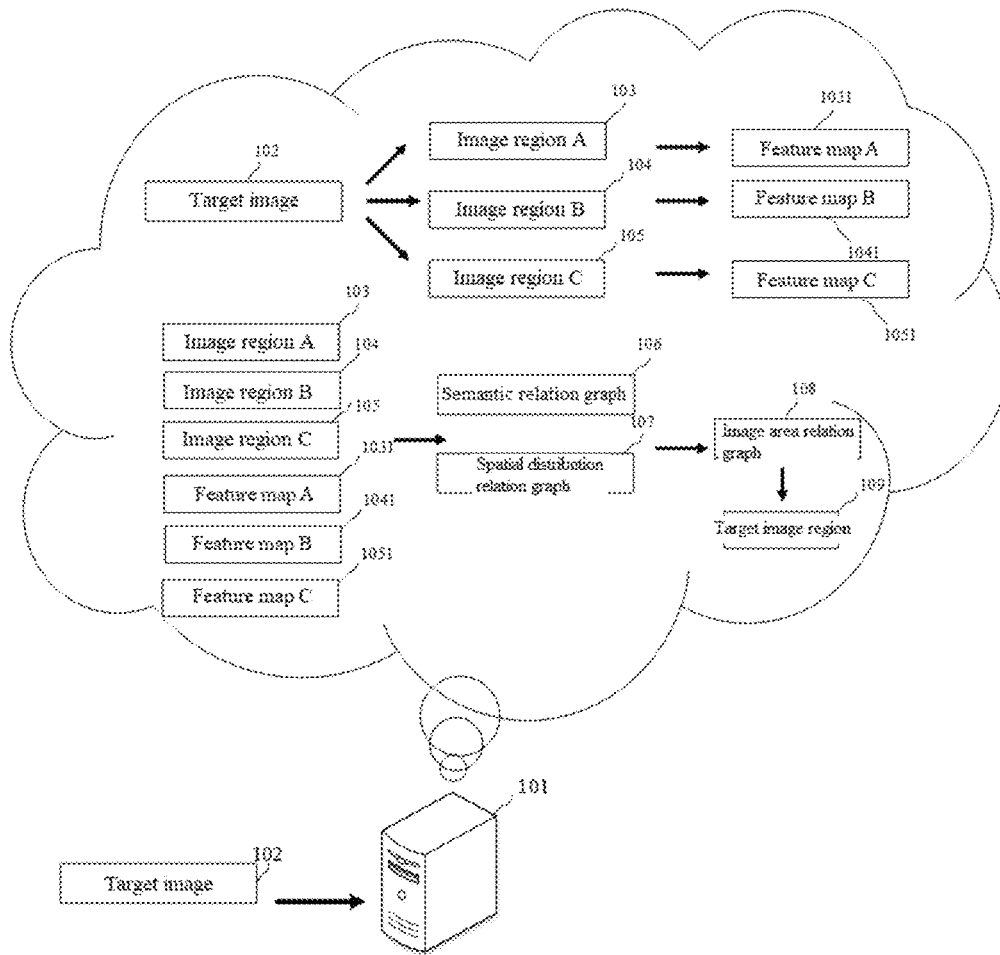 103
Image region A
1031
Feature map A
102
Target image
104
Image region B
Feature map B
1041
105
Image region C
Feature map C
1051
103
Image region A
104
Image region B
105
Image region C
1031
Feature map A
1041
Feature map B
1051
Feature map C
106
Semantic relation graph
107
Spatial distribution
relation graph
108
Image area relation
graph
109
Target image region
101
102
Target image